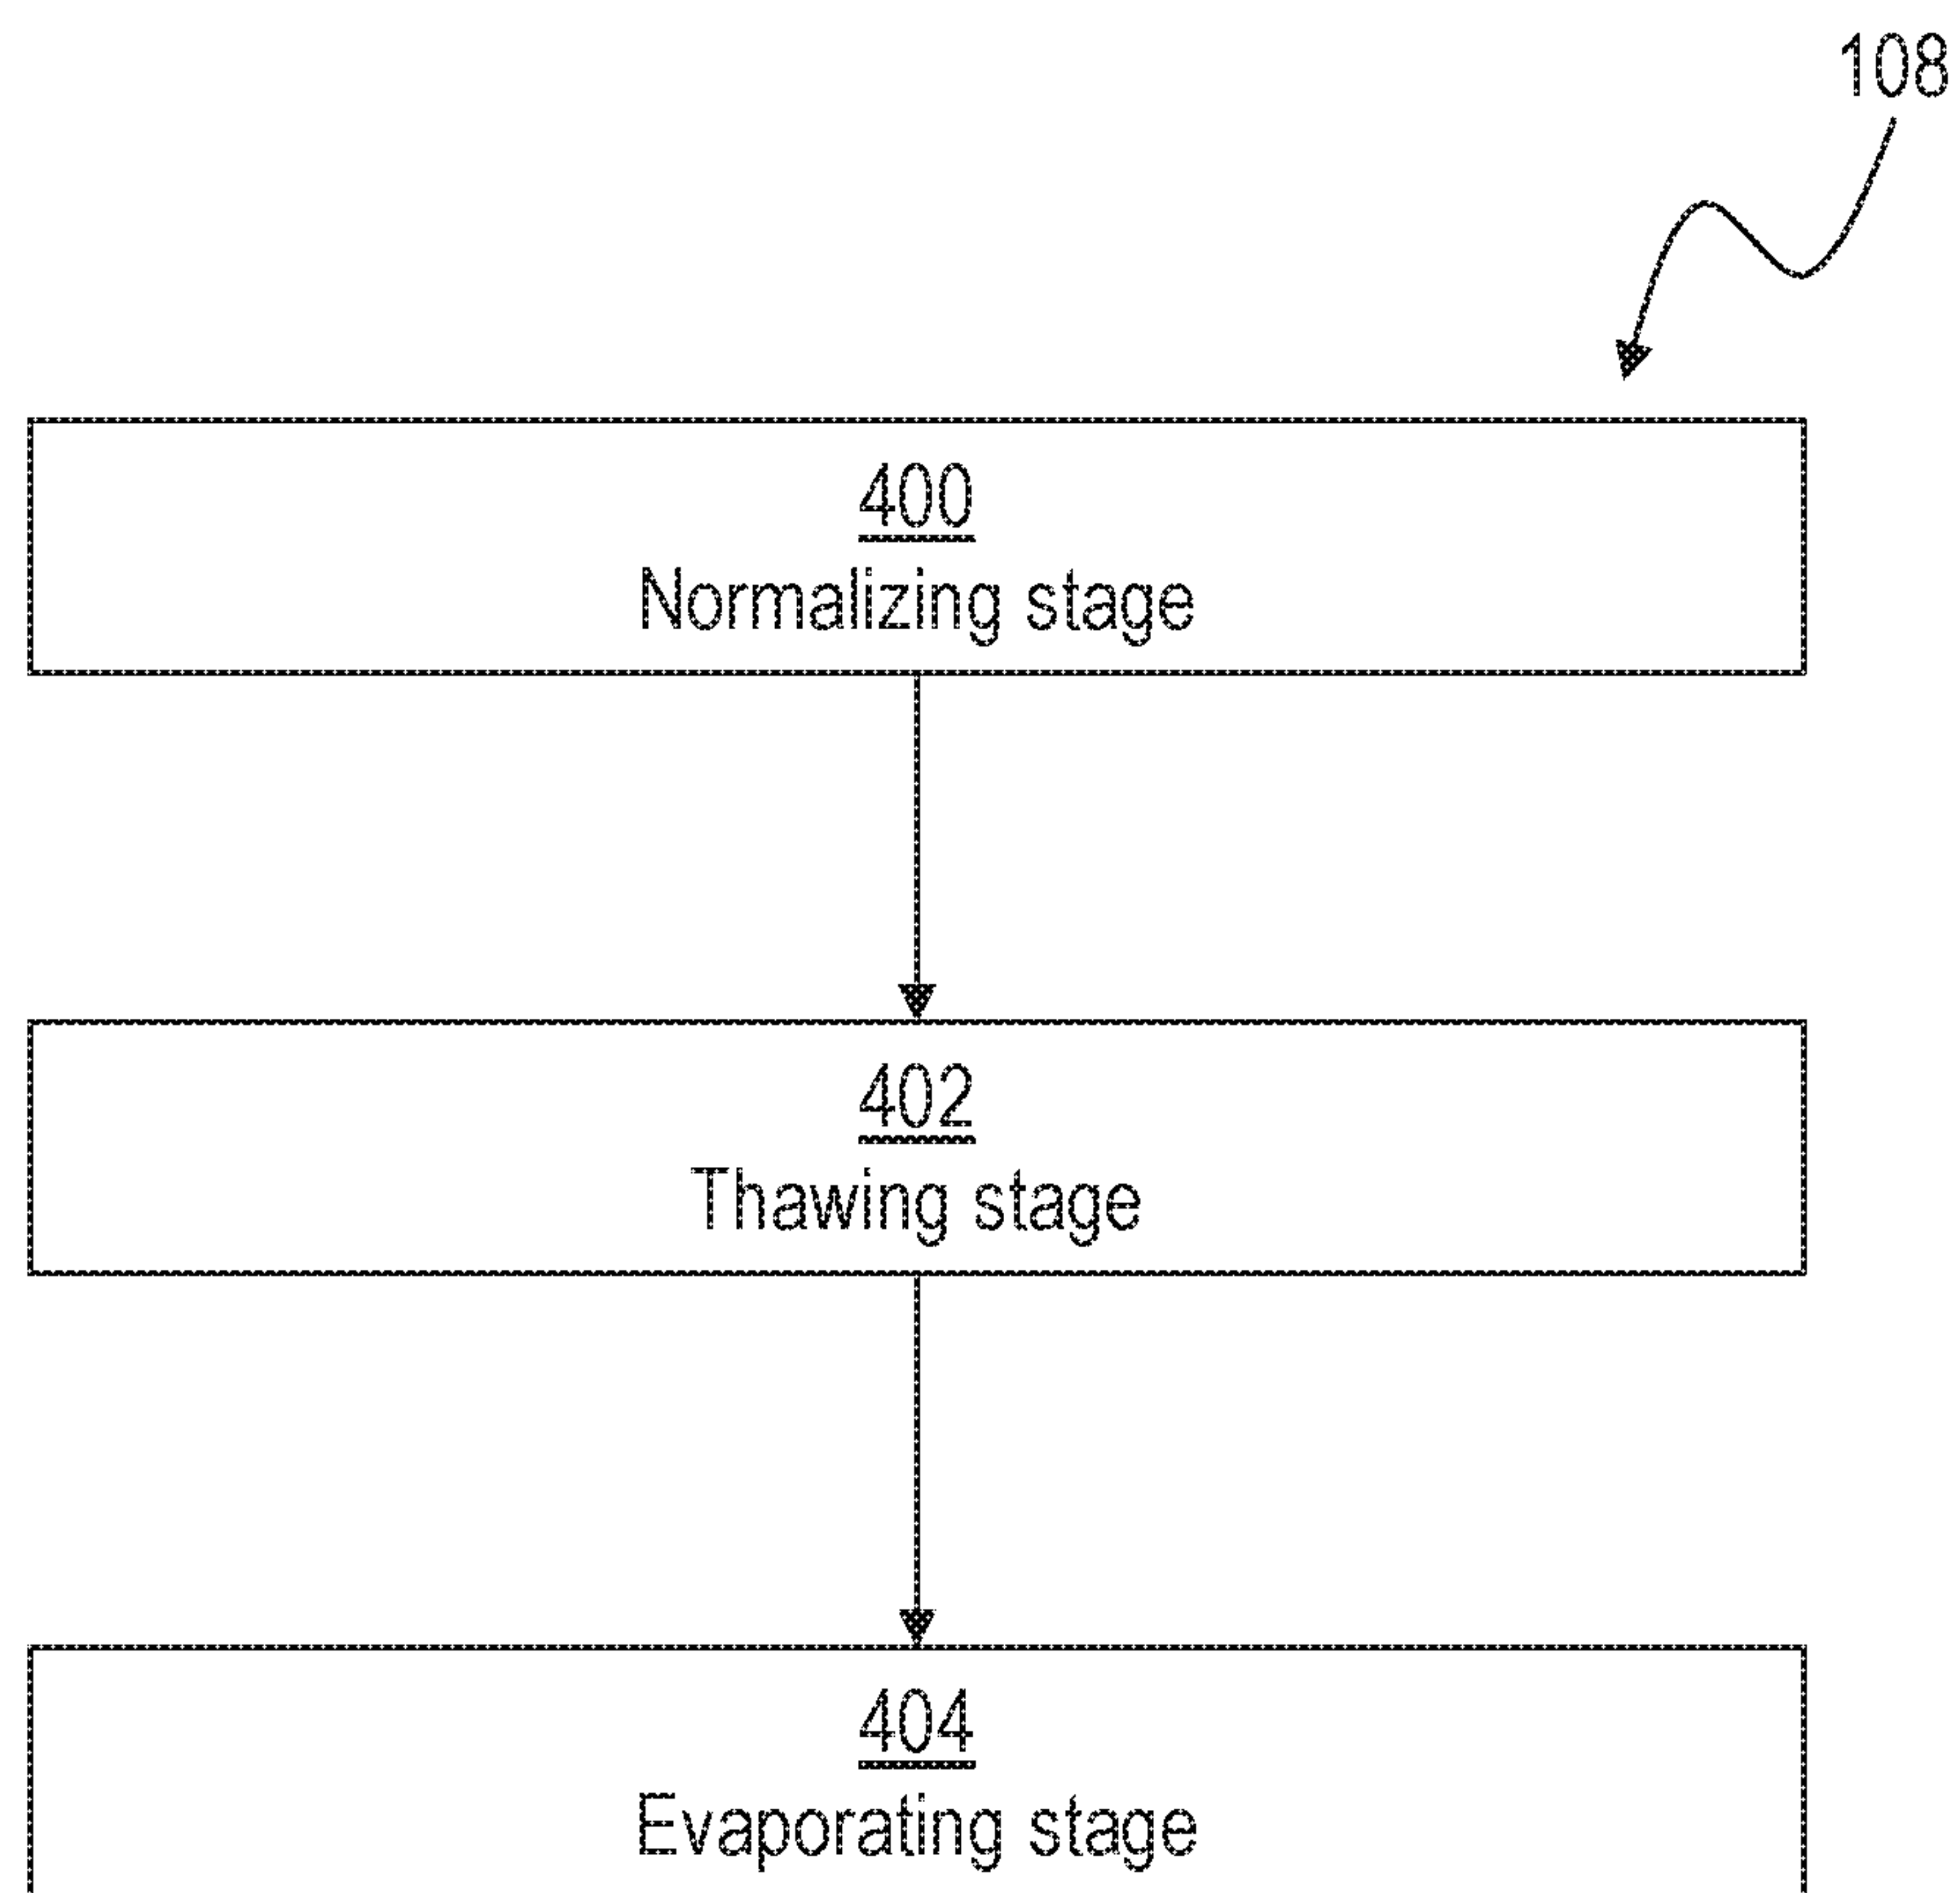 108
400
Normalizing stage
402
Thawing stage
404
Evaporating stage